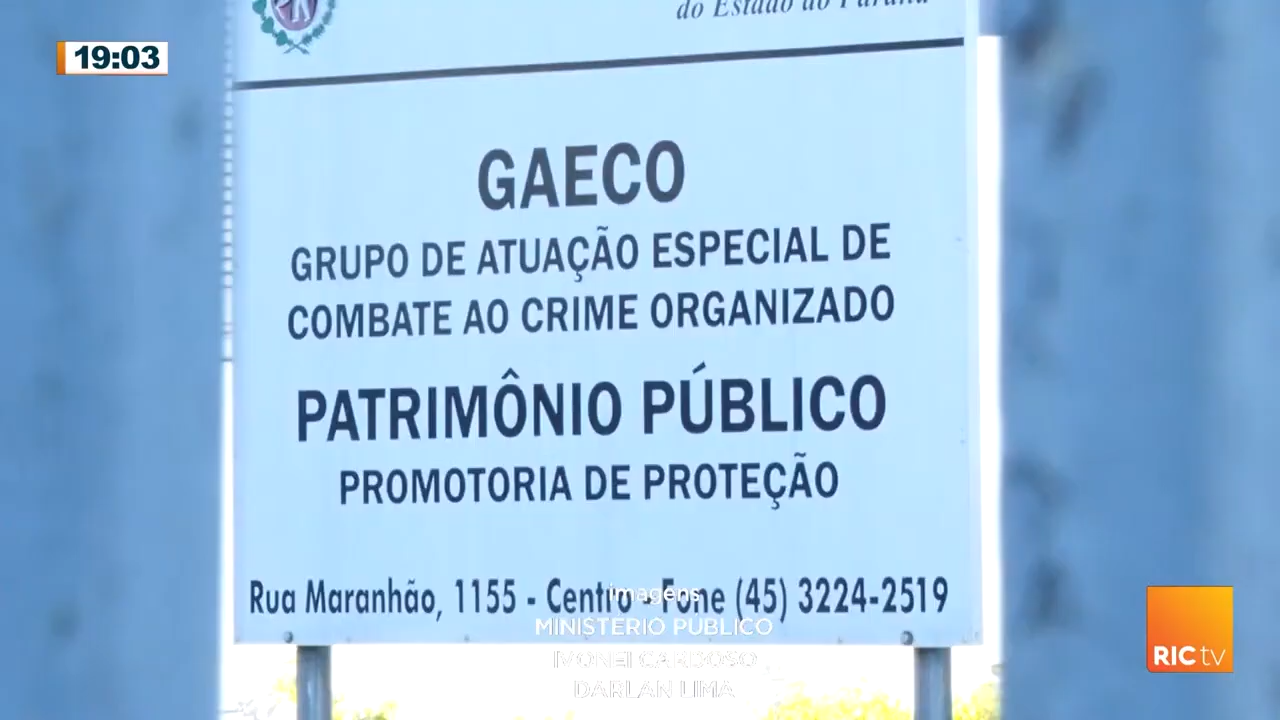 do Estado do Paraná
19:03
GAECO
GRUPO DE ATUAÇÃO ESPECIAL DE
COMBATE AO CRIME ORGANIZADO
PATRIMÔNIO PÚBLICO
PROMOTORIA DE PROTEÇÃO
Rua Maranhão, 1155 - Centro - Fone (45) 3224-2519
imagens
MINISTÉRIO PÚBLICO
IVONEI CARDOSO
DARLAN LIMA
RIC tv